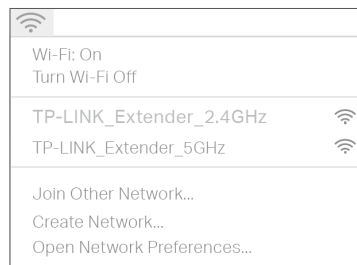 Wi-Fi: On
Turn Wi-Fi Off
TP-LINK_Extender_2.4GHz
TP-LINK_Extender_5GHz
Join Other Network...
Create Network...
Open Network Preferences...